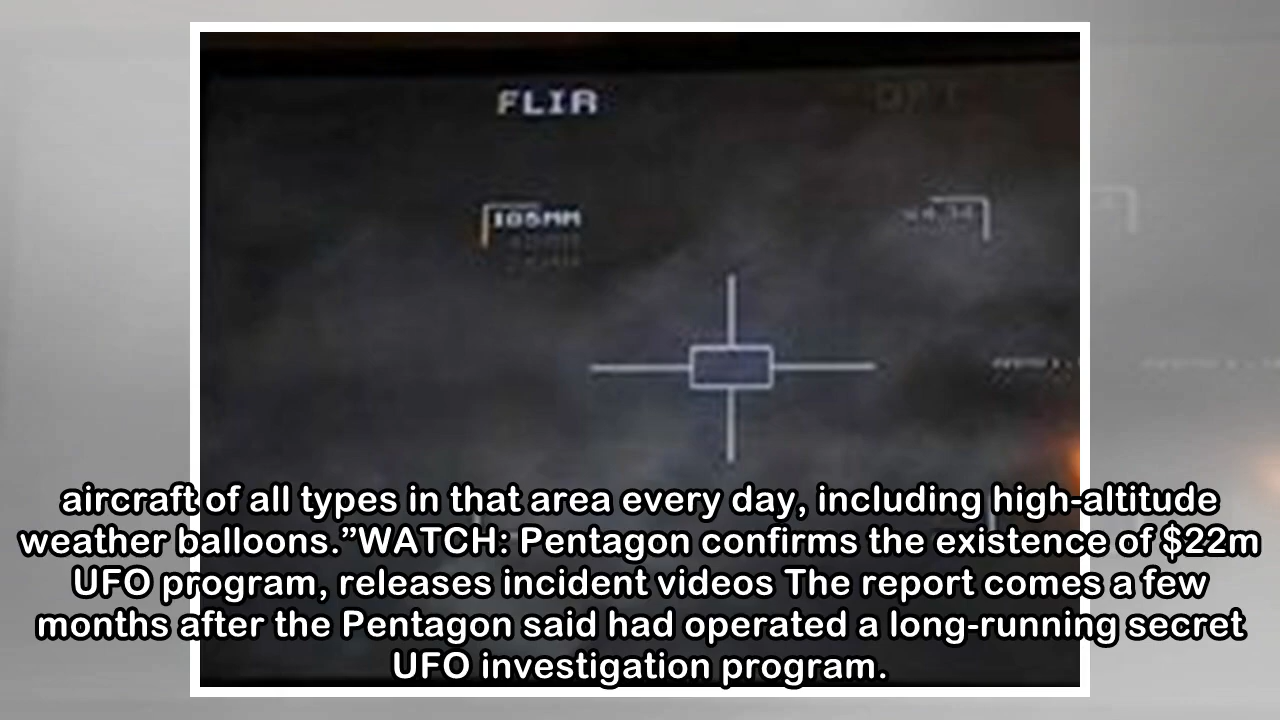 FLIR
OPT
105MM
aircraft of all types in that area every day, including high-altitude
weather balloons.”WATCH: Pentagon confirms the existence of $22m
UFO program, releases incident videos The report comes a few
months after the Pentagon said had operated a long-running secret
UFO investigation program.